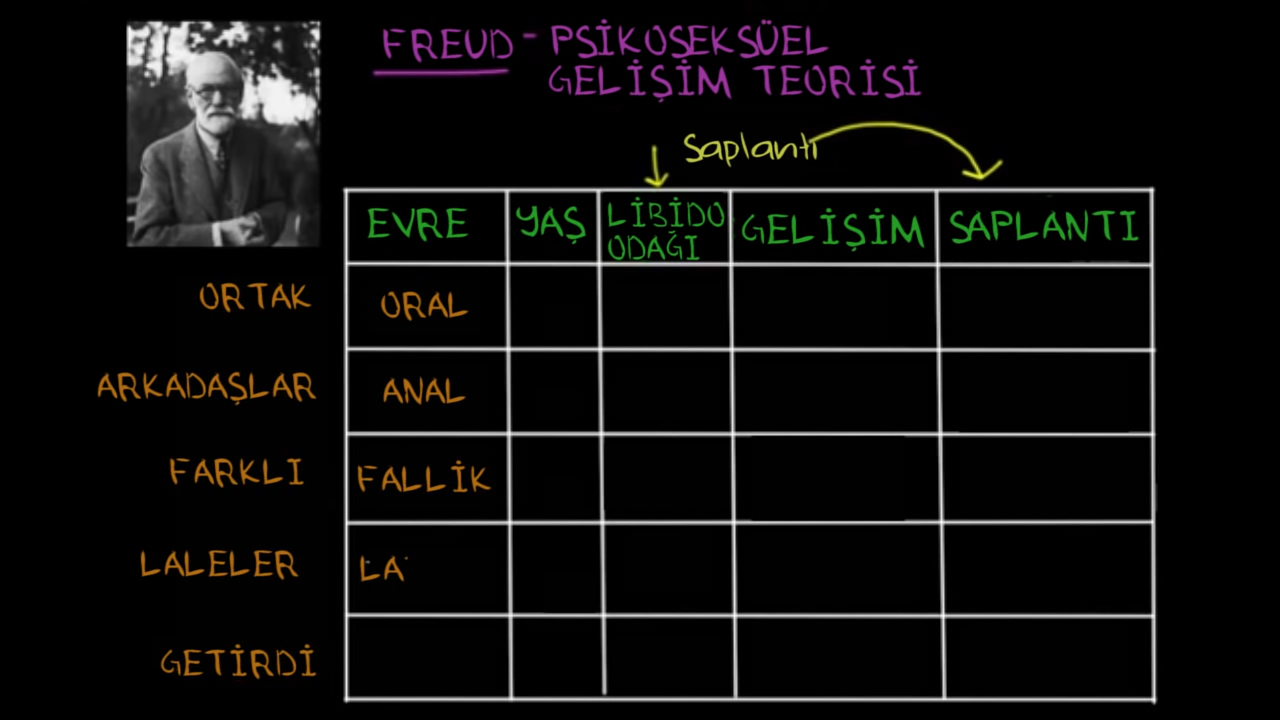 FREUD - PSİKOSEKSÜEL
GELİŞİM TEORİSİ
Saplantı
EVRE YAŞ LİBİDO ODAĞI GELİŞİM SAPLANTI
ORTAK ORAL
ARKADAŞLAR ANAL
FARKLI FALLİK
LALELER LA
GETİRDİ